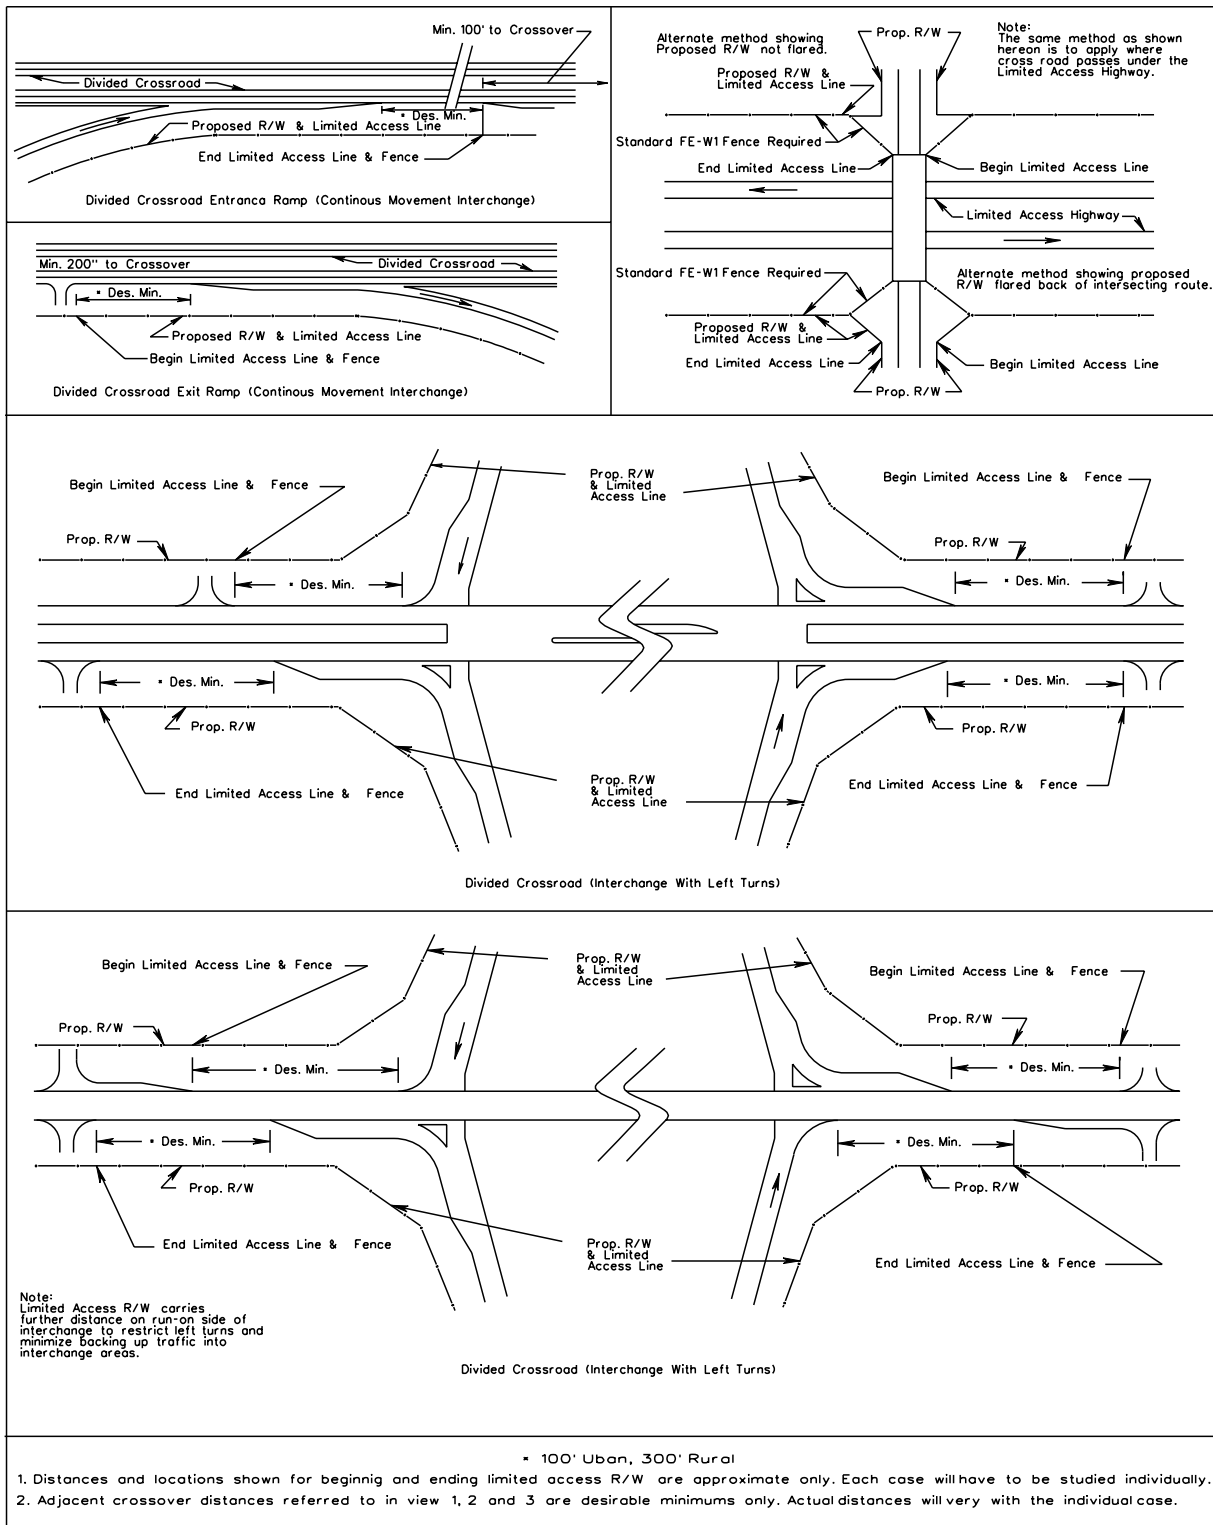 Min. 100' to Crossover
Divided Crossroad
* Des. Min.
Proposed R/W & Limited Access Line
End Limited Access Line & Fence
Divided Crossroad Entranca Ramp (Continous Movement Interchange)
Min. 200'' to Crossover
Divided Crossroad
* Des. Min.
Proposed R/W & Limited Access Line
Begin Limited Access Line & Fence
Divided Crossroad Exit Ramp (Continous Movement Interchange)
Alternate method showing
Proposed R/W not flared.
Prop. R/W
Note:
The same method as shown
hereon is to apply where
cross road passes under the
Limited Access Highway.
Proposed R/W &
Limited Access Line
Standard FE-W1 Fence Required
End Limited Access Line
Begin Limited Access Line
Limited Access Highway
Standard FE-W1 Fence Required
Alternate method showing proposed
R/W flared back of intersecting route.
Proposed R/W &
Limited Access Line
End Limited Access Line
Begin Limited Access Line
Prop. R/W
Begin Limited Access Line & Fence
Prop. R/W
& Limited
Access Line
Begin Limited Access Line & Fence
Prop. R/W
Prop. R/W
* Des. Min.
* Des. Min.
* Des. Min.
* Des. Min.
Prop. R/W
Prop. R/W
End Limited Access Line & Fence
Prop. R/W
& Limited
Access Line
End Limited Access Line & Fence
Divided Crossroad (Interchange With Left Turns)
Begin Limited Access Line & Fence
Prop. R/W
& Limited
Access Line
Begin Limited Access Line & Fence
Prop. R/W
Prop. R/W
* Des. Min.
* Des. Min.
* Des. Min.
* Des. Min.
Prop. R/W
Prop. R/W
End Limited Access Line & Fence
Prop. R/W
& Limited
Access Line
End Limited Access Line & Fence
Note:
Limited Access R/W carries
further distance on run-on side of
interchange to restrict left turns and
minimize backing up traffic into
interchange areas.
Divided Crossroad (Interchange With Left Turns)
* 100' Uban, 300' Rural
1. Distances and locations shown for beginnig and ending limited access R/W are approximate only. Each case will have to be studied individually.
2. Adjacent crossover distances referred to in view 1, 2 and 3 are desirable minimums only. Actual distances will very with the individual case.